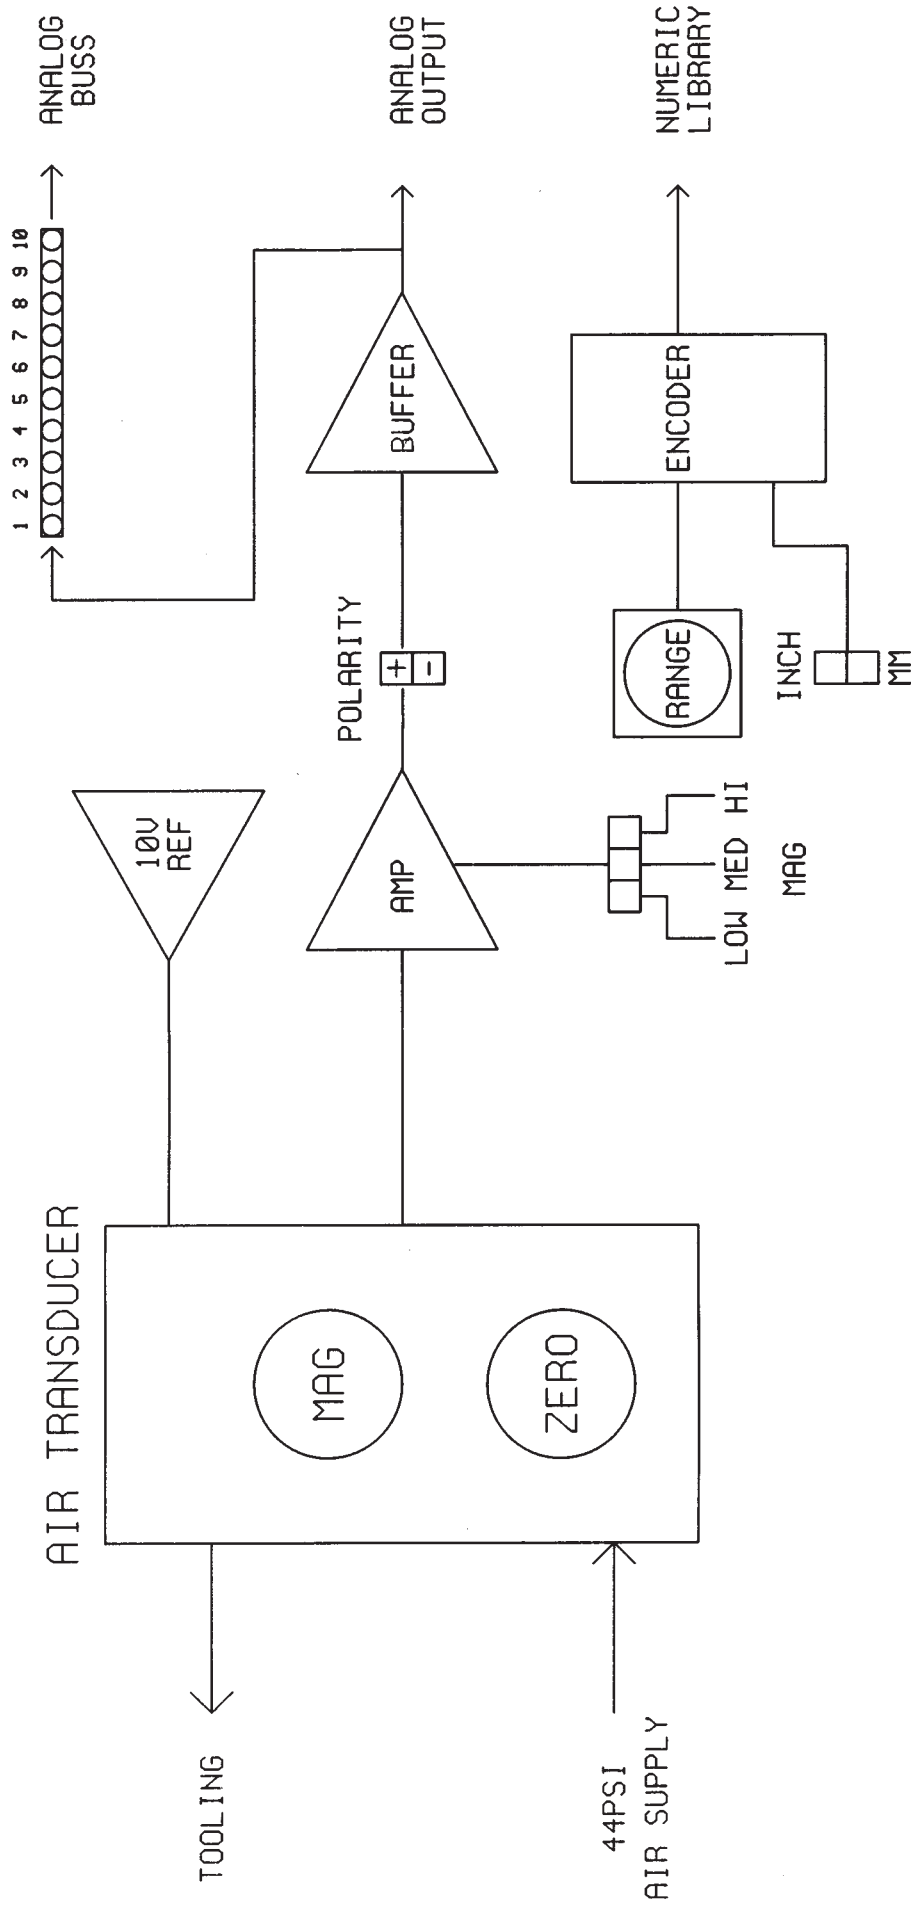 AIR TRANSDUCER
TOOLING
44PSI
AIR SUPPLY
MAG
ZERO
10V
REF
AMP
LOW MED HI
MAG
POLARITY
+
-
BUFFER
1 2 3 4 5 6 7 8 9 10
ANALOG
BUSS
ANALOG
OUTPUT
RANGE
INCH
MM
ENCODER
NUMERIC
LIBRARY